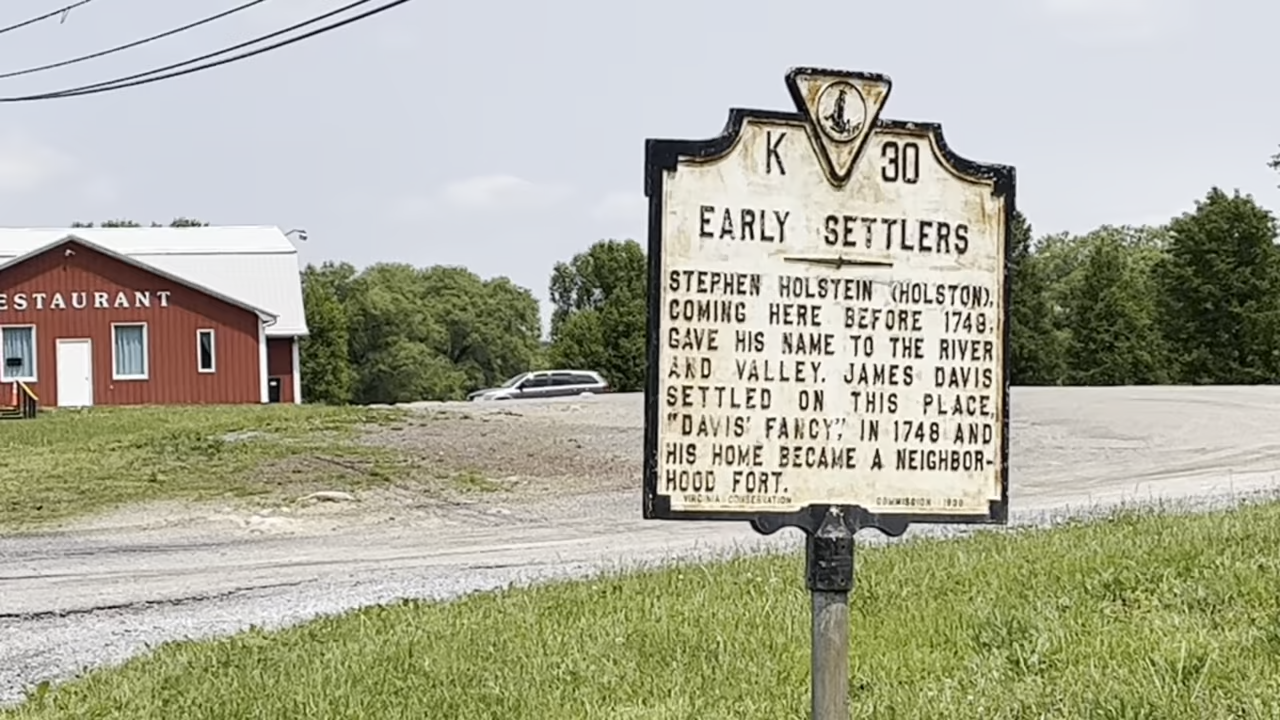 ESTAURANT
K 30
EARLY SETTLERS
STEPHEN HOLSTEIN (HOLSTON),
COMING HERE BEFORE 1748,
GAVE HIS NAME TO THE RIVER
AND VALLEY. JAMES DAVIS
SETTLED ON THIS PLACE,
"DAVIS' FANCY," IN 1748 AND
HIS HOME BECAME A NEIGHBOR-
HOOD FORT.
VIRGINIA CONSERVATION COMMISSION